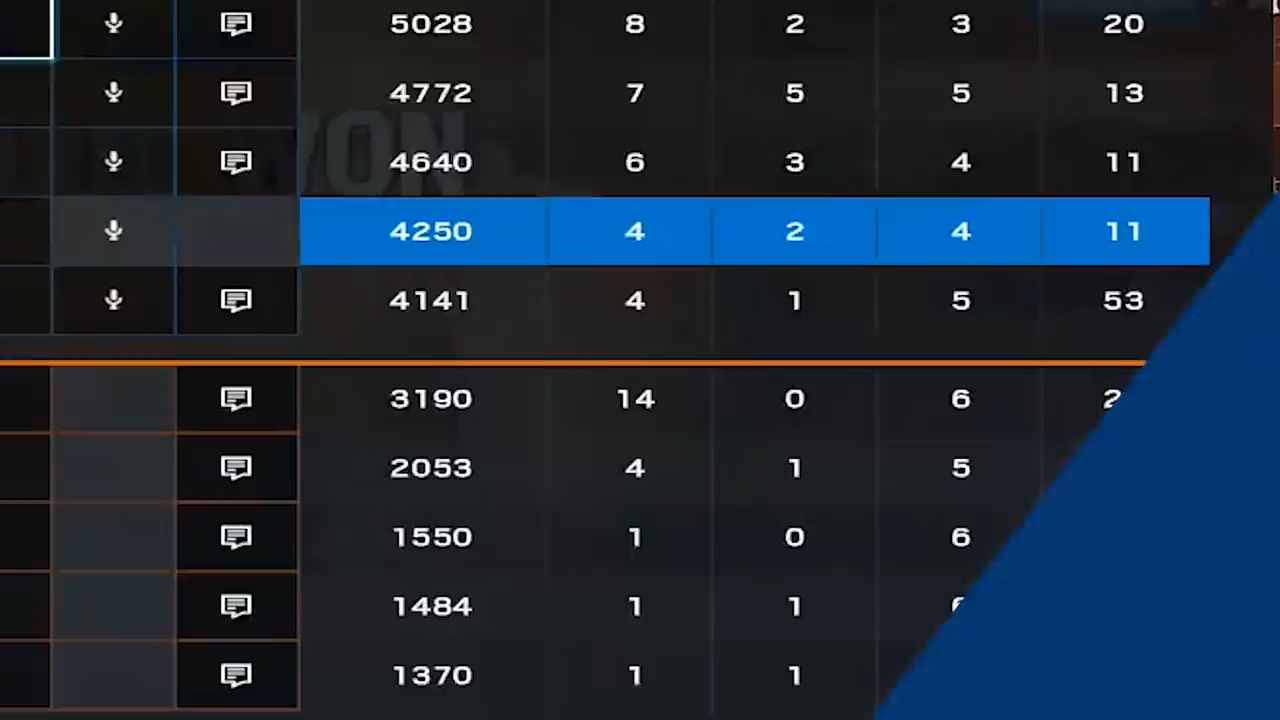 5028 8 2 3 20
4772 7 5 5 13
WON
4640 6 3 4 11
4250 4 2 4 11
4141 4 1 5 53
3190 14 0 6
2053 4 1 5
1550 1 0 6
1484 1 1
1370 1 1